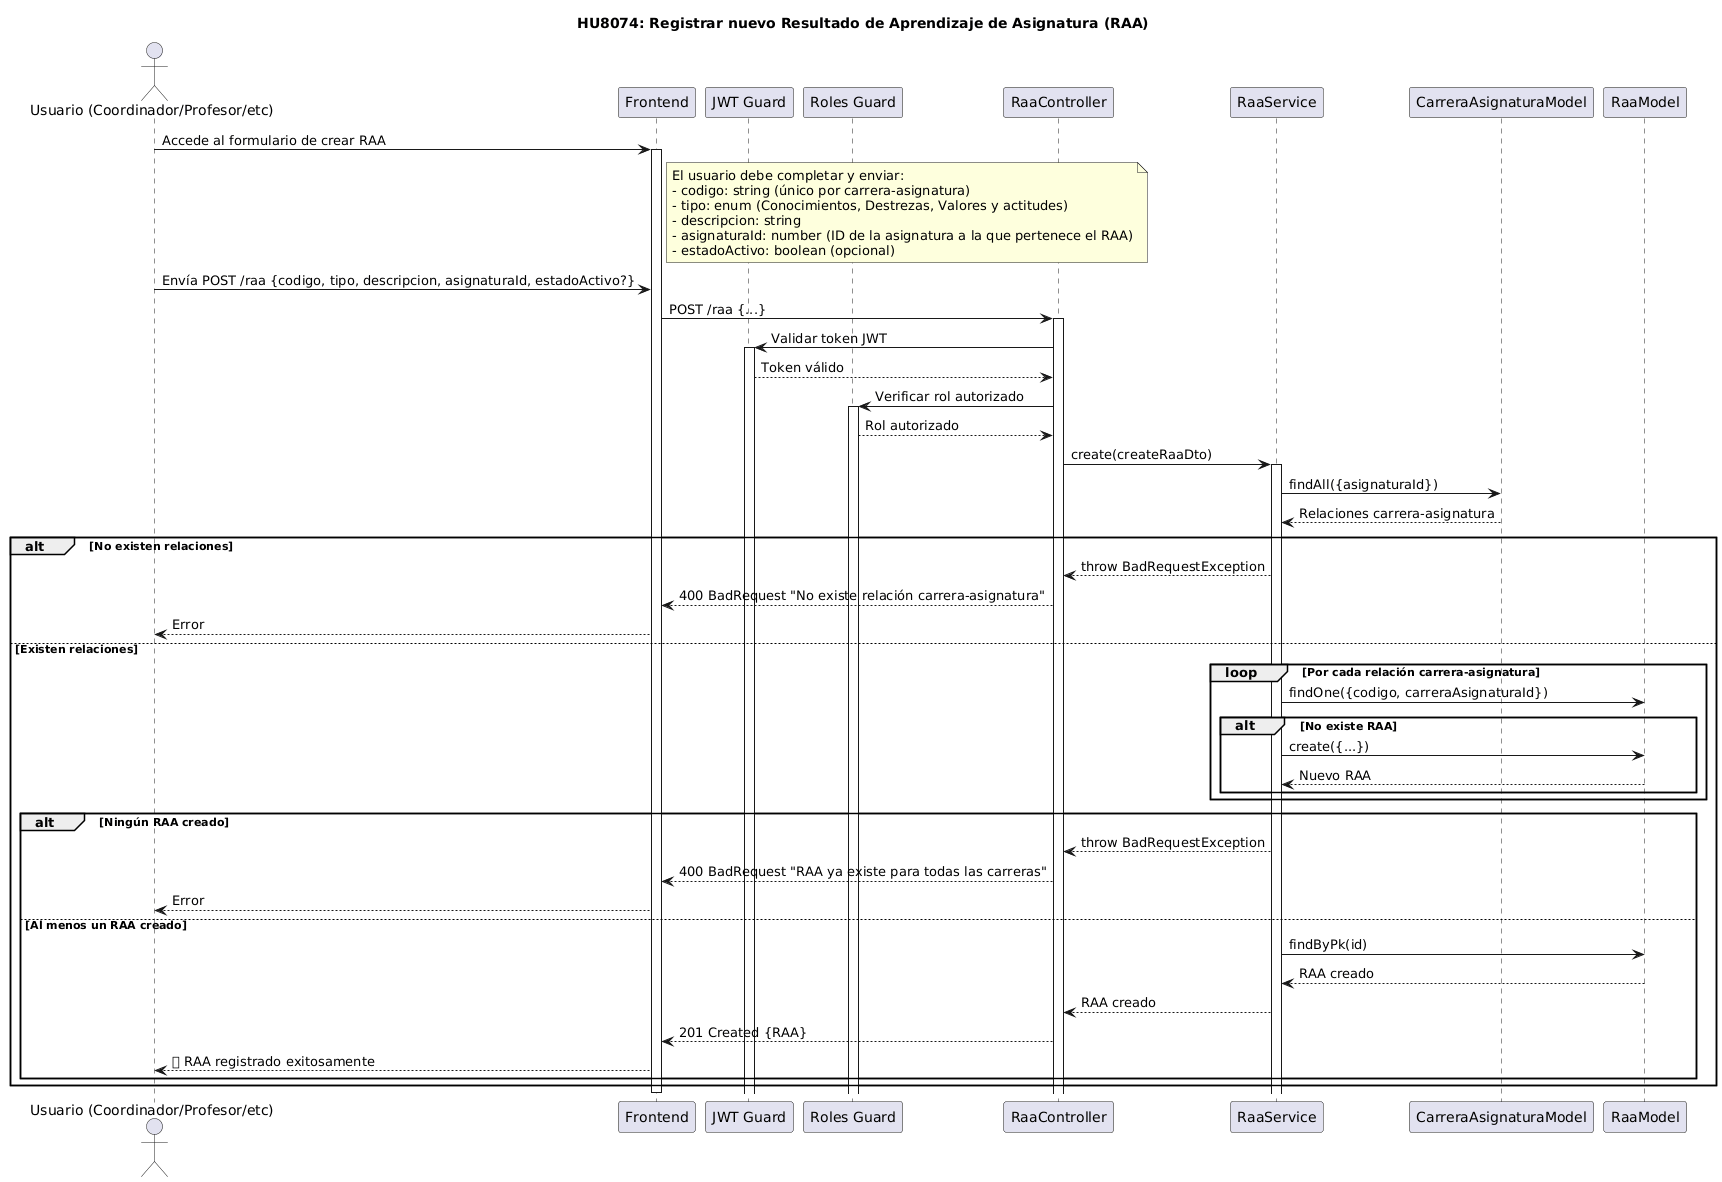 HU8074: Registrar nuevo Resultado de Aprendizaje de Asignatura (RAA)
Usuario (Coordinador/Profesor/etc)
Frontend
JWT Guard
Roles Guard
RaaController
RaaService
CarreraAsignaturaModel
RaaModel
Accede al formulario de crear RAA
El usuario debe completar y enviar:
- codigo: string (único por carrera-asignatura)
- tipo: enum (Conocimientos, Destrezas, Valores y actitudes)
- descripcion: string
- asignaturaId: number (ID de la asignatura a la que pertenece el RAA)
- estadoActivo: boolean (opcional)
Envía POST /raa {codigo, tipo, descripcion, asignaturaId, estadoActivo?}
POST /raa {...}
Validar token JWT
Token válido
Verificar rol autorizado
Rol autorizado
create(createRaaDto)
findAll({asignaturaId})
Relaciones carrera-asignatura
alt [No existen relaciones]
throw BadRequestException
400 BadRequest "No existe relación carrera-asignatura"
Error
[Existen relaciones]
loop [Por cada relación carrera-asignatura]
findOne({codigo, carreraAsignaturaId})
alt [No existe RAA]
create({...})
Nuevo RAA
alt [Ningún RAA creado]
throw BadRequestException
400 BadRequest "RAA ya existe para todas las carreras"
Error
[Al menos un RAA creado]
findByPk(id)
RAA creado
RAA creado
201 Created {RAA}
RAA registrado exitosamente
Usuario (Coordinador/Profesor/etc)
Frontend
JWT Guard
Roles Guard
RaaController
RaaService
CarreraAsignaturaModel
RaaModel